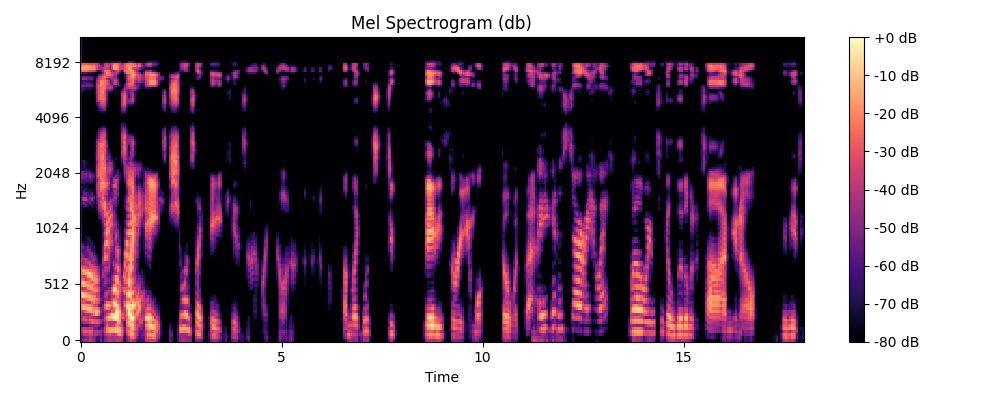 Mel Spectrogram (db)
8192
4096
2048
1024
512
0
Hz
0
5
10
15
Time
+0 dB
-10 dB
-20 dB
-30 dB
-40 dB
-50 dB
-60 dB
-70 dB
-80 dB